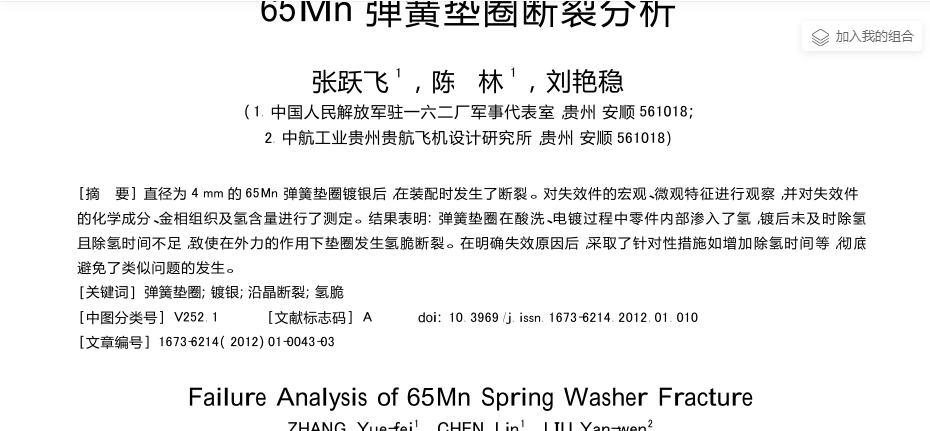 65Mn 弹簧垫圈断裂分析
加入我的组合
张跃飞1，陈 林1，刘艳稳
（1. 中国人民解放军驻一六二厂军事代表室，贵州 安顺 561018；
2. 中航工业贵州贵航飞机设计研究所，贵州 安顺 561018）
［摘 要］直径为 4 mm 的 65Mn 弹簧垫圈镀银后，在装配时发生了断裂。对失效件的宏观、微观特征进行观察，并对失效件
的化学成分、金相组织及氢含量进行了测定。结果表明：弹簧垫圈在酸洗、电镀过程中零件内部渗入了氢，镀后未及时除氢
且除氢时间不足，致使在外力的作用下垫圈发生氢脆断裂。在明确失效原因后，采取了针对性措施如增加除氢时间等，彻底
避免了类似问题的发生。
［关键词］弹簧垫圈；镀银；沿晶断裂；氢脆
［中图分类号］V252.1 ［文献标志码］A doi：10.3969/j.issn.1673-6214.2012.01.010
［文章编号］1673-6214（2012）01-0043-03
Failure Analysis of 65Mn Spring Washer Fracture
ZHANG Yue-fei1，CHEN Lin1，LIU Yan-wen2